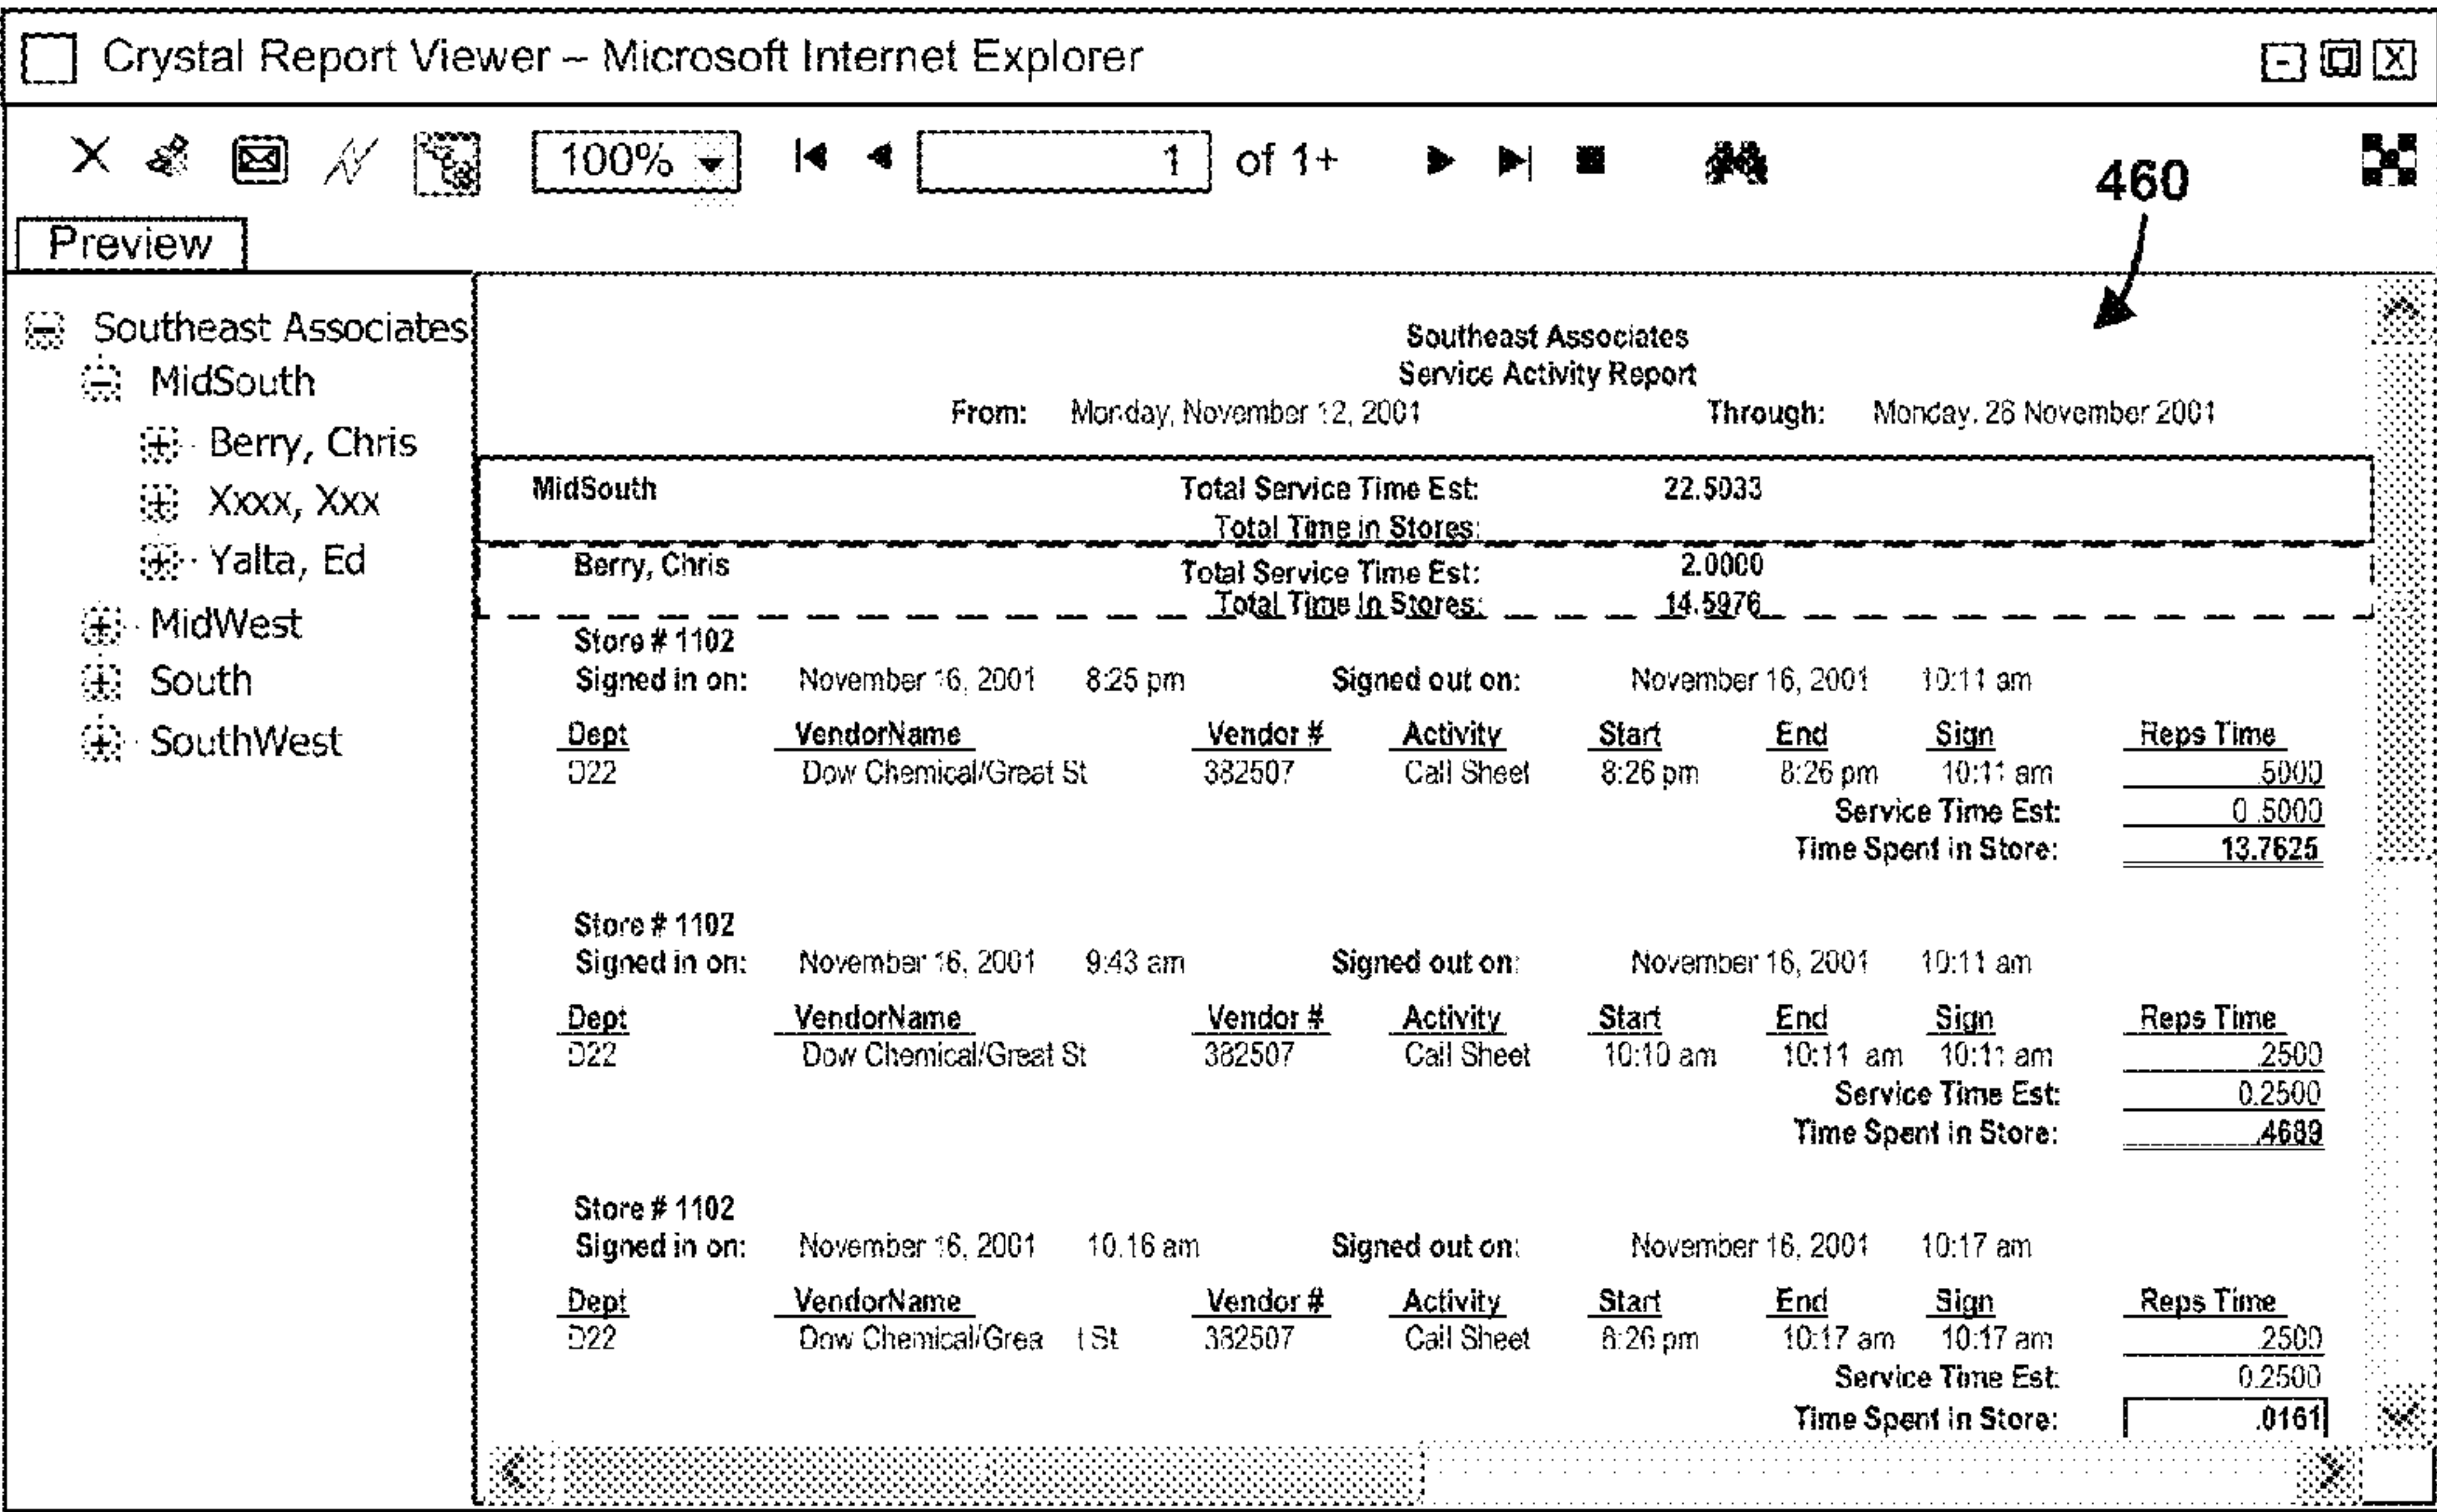 Crystal Report Viewer – Microsoft Internet Explorer
100% 1 of 1+
460
Preview
Southeast Associates
MidSouth
Berry, Chris
Xxxx, Xxx
Yalta, Ed
MidWest
South
SouthWest
Southeast Associates
Service Activity Report
From: Monday, November 12, 2001 Through: Monday, 26 November 2001
MidSouth Total Service Time Est: 22.5033
Total Time in Stores:
Berry, Chris Total Service Time Est: 2.0000
Total Time In Stores: 14.5976
Store # 1102
Signed in on: November 16, 2001 8:25 pm Signed out on: November 16, 2001 10:11 am
Dept VendorName Vendor # Activity Start End Sign Reps Time
D22 Dow Chemical/Great St 382507 Call Sheet 8:26 pm 8:26 pm 10:11 am .5000
Service Time Est: 0.5000
Time Spent in Store: 13.7625
Store # 1102
Signed in on: November 16, 2001 9:43 am Signed out on: November 16, 2001 10:11 am
Dept VendorName Vendor # Activity Start End Sign Reps Time
D22 Dow Chemical/Great St 382507 Call Sheet 10:10 am 10:11 am 10:11 am .2500
Service Time Est: 0.2500
Time Spent in Store: .4689
Store # 1102
Signed in on: November 16, 2001 10.16 am Signed out on: November 16, 2001 10:17 am
Dept VendorName Vendor # Activity Start End Sign Reps Time
D22 Dow Chemical/Grea t St 382507 Call Sheet 8:26 pm 10:17 am 10:17 am .2500
Service Time Est: 0.2500
Time Spent in Store: .0161